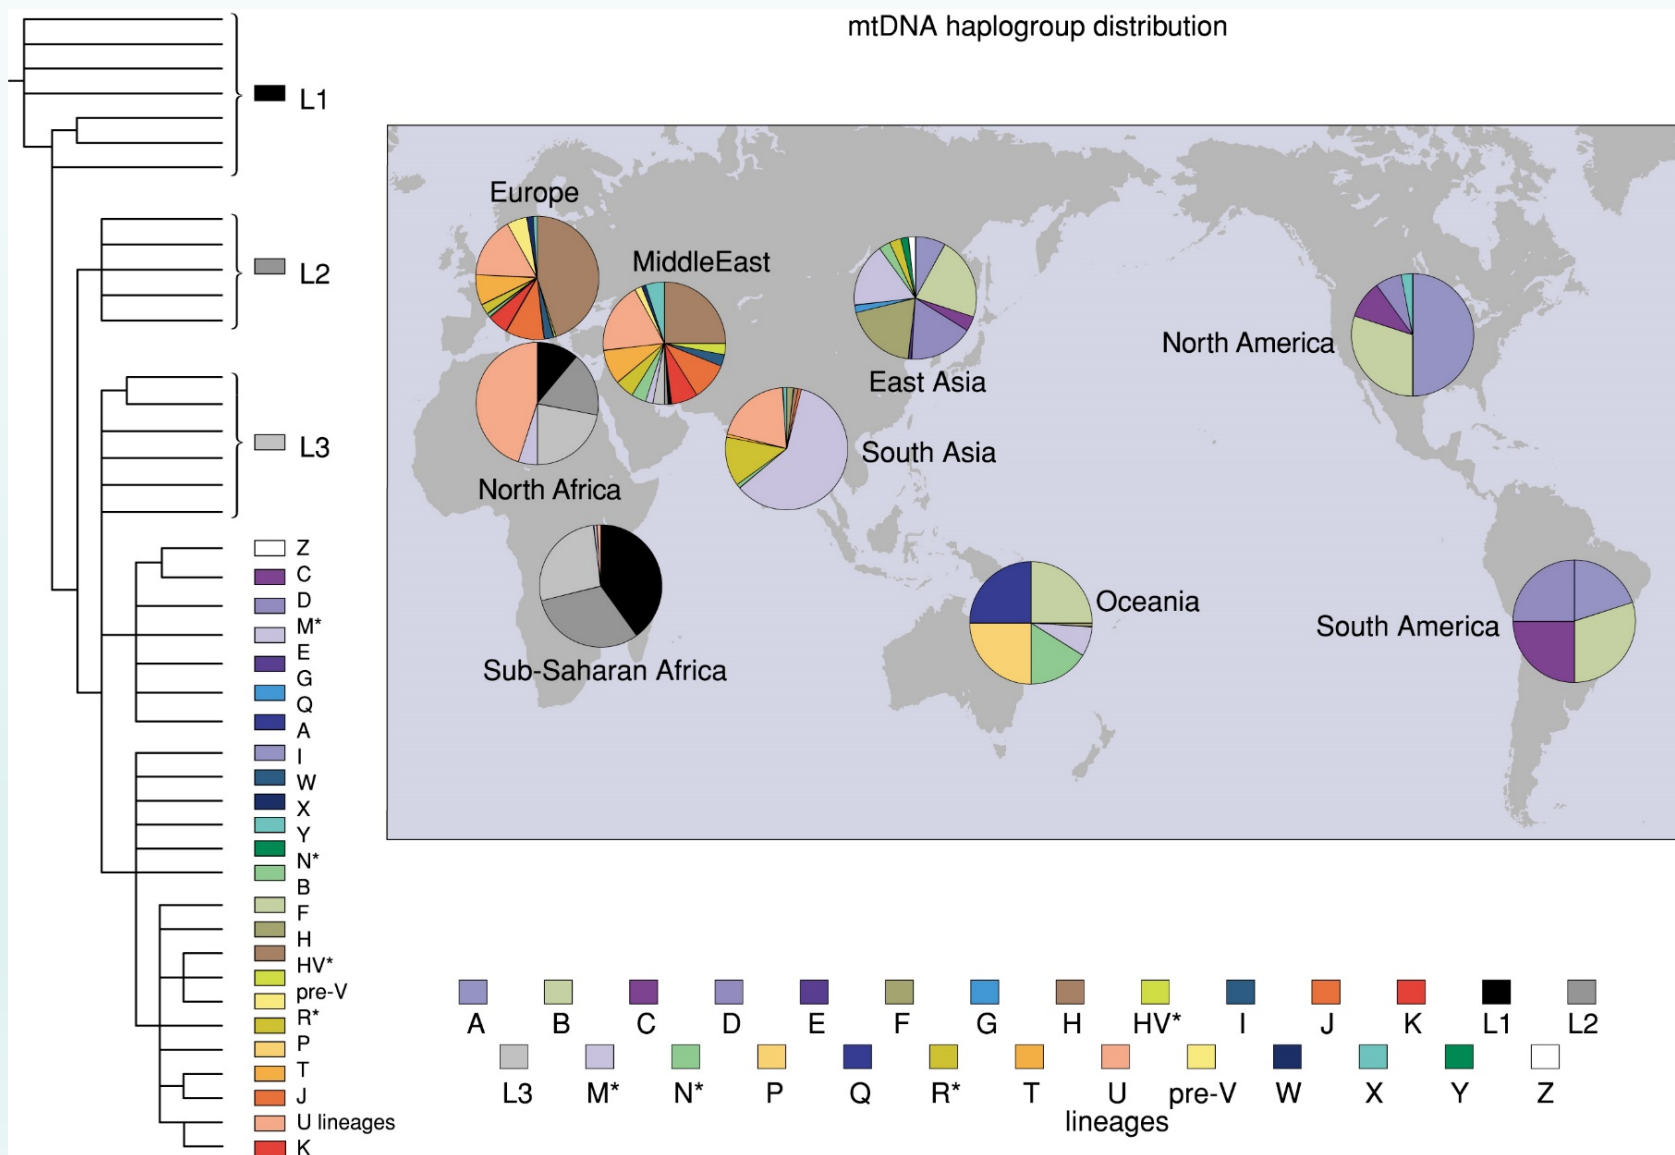 mtDNA haplogroup distribution
L1
L2
L3
Z
C
D
M*
E
G
Q
A
I
W
X
Y
N*
B
F
H
HV*
pre-V
R*
P
T
J
U lineages
K
Europe
MiddleEast
East Asia
North America
North Africa
South Asia
Sub-Saharan Africa
Oceania
South America
A B C D E F G H HV* I J K L1 L2
L3 M* N* P Q R* T U pre-V W X Y Z
lineages